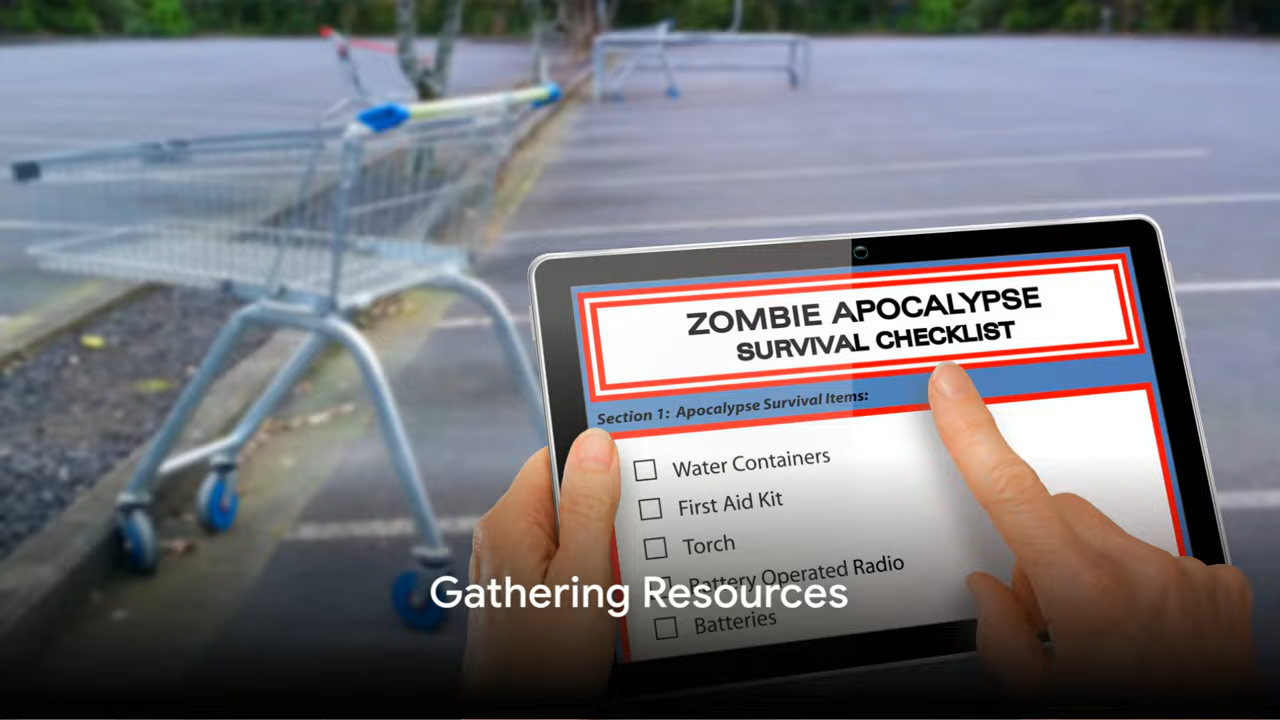 ZOMBIE APOCALYPSE
SURVIVAL CHECKLIST
Section 1: Apocalypse Survival Items:
Water Containers
First Aid Kit
Torch
Battery Operated Radio
Batteries
Gathering Resources